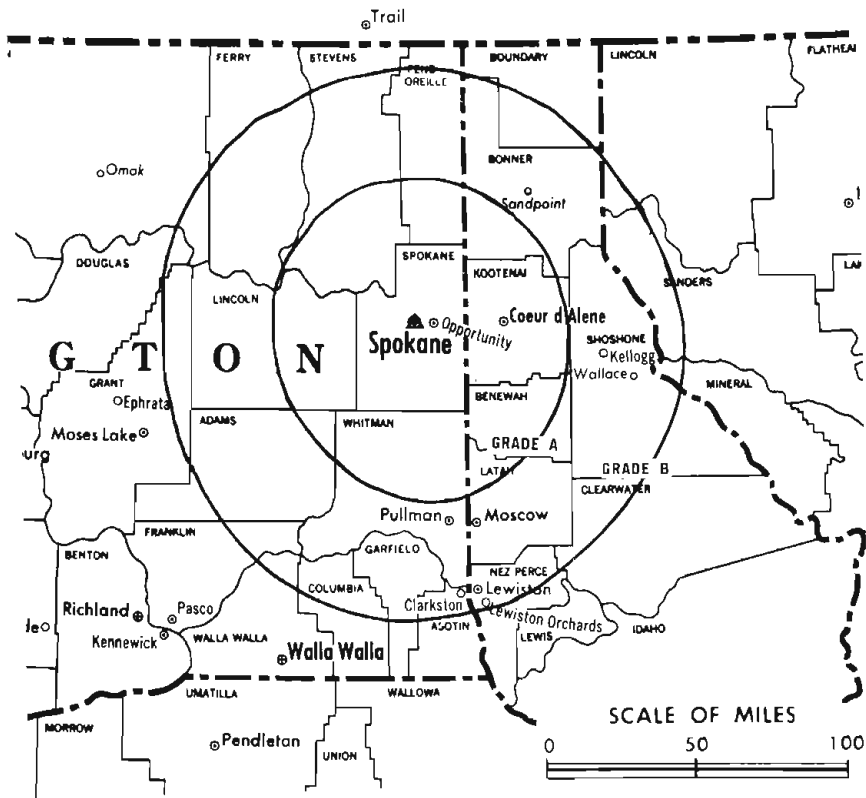 Trail
FERRY
STEVENS
PEND
OREILLE
BOUNDARY
LINCOLN
Omak
BONNER
Sandpoint
DOUGLAS
SPOKANE
KOOTENAI
SANDERS
LINCOLN
Spokane
Opportunity
Coeur d'Alene
SHOSHONE
G T O N
Kellogg
Wallace
MINERAL
GRANT
Ephrata
BENEWAH
ADAMS
WHITMAN
Moses Lake
GRADE A
LATAH
GRADE B
CLEARWATER
Pullman
Moscow
FRANKLIN
BENTON
GARFIELD
NEZ PERCE
COLUMBIA
Lewiston
Clarkston
Lewiston Orchards
Richland
Pasco
Kennewick
WALLA WALLA
ASOTIN
LEWIS
IDAHO
Walla Walla
UMATILLA
WALLOWA
MORROW
SCALE OF MILES
Pendleton
UNION
0 50 100